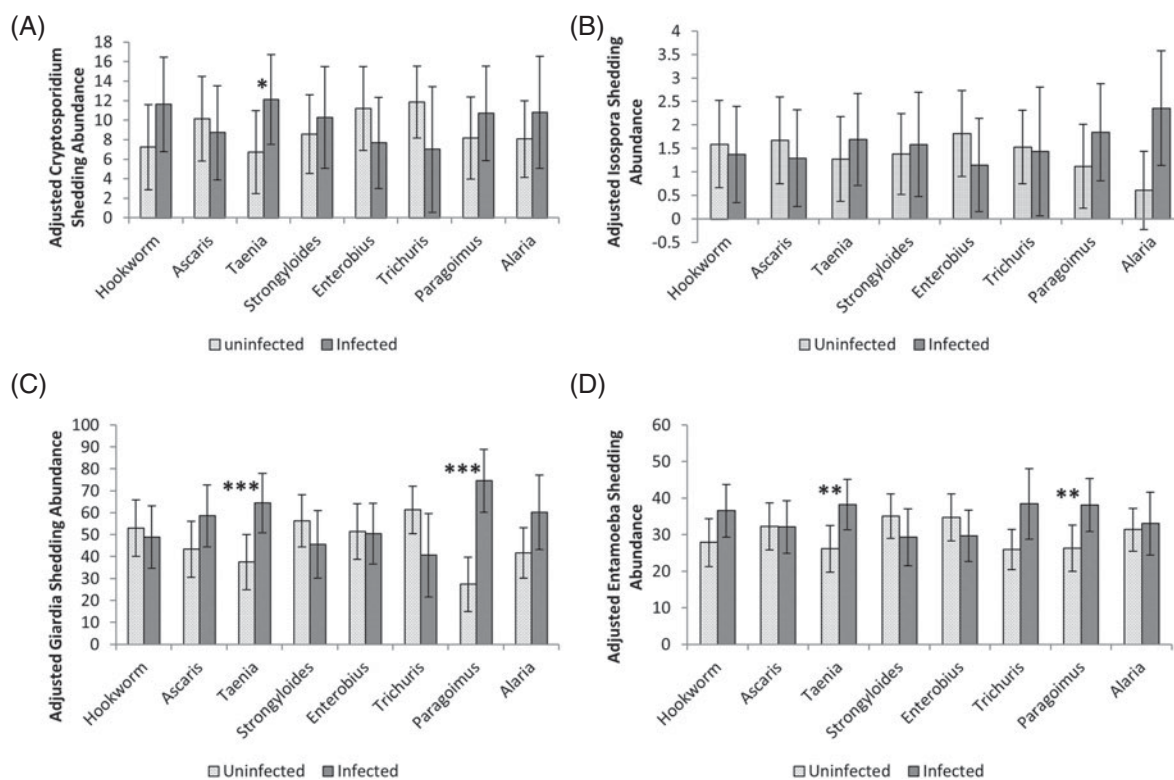 (A)
Adjusted Cryptosporidium
Shedding Abundance
18
16
14
12
10
8
6
4
2
0
*
Hookworm
Ascaris
Taenia
Strongyloides
Enterobius
Trichuris
Paragoimus
Alaria
uninfected Infected
(B)
Adjusted Isospora Shedding
Abundance
4
3.5
3
2.5
2
1.5
1
0.5
0
-0.5
Hookworm
Ascaris
Taenia
Strongyloides
Enterobius
Trichuris
Paragoimus
Alaria
Uninfected Infected
(C)
Adjusted Giardia Shedding Abundance
100
90
80
70
60
50
40
30
20
10
0
***
***
Hookworm
Ascaris
Taenia
Strongyloides
Enterobius
Trichuris
Paragoimus
Alaria
Uninfected Infected
(D)
Adjusted Entamoeba Shedding
Abundance
60
50
40
30
20
10
0
**
**
Hookworm
Ascaris
Taenia
Strongyloides
Enterobius
Trichuris
Paragoimus
Alaria
Uninfected Infected